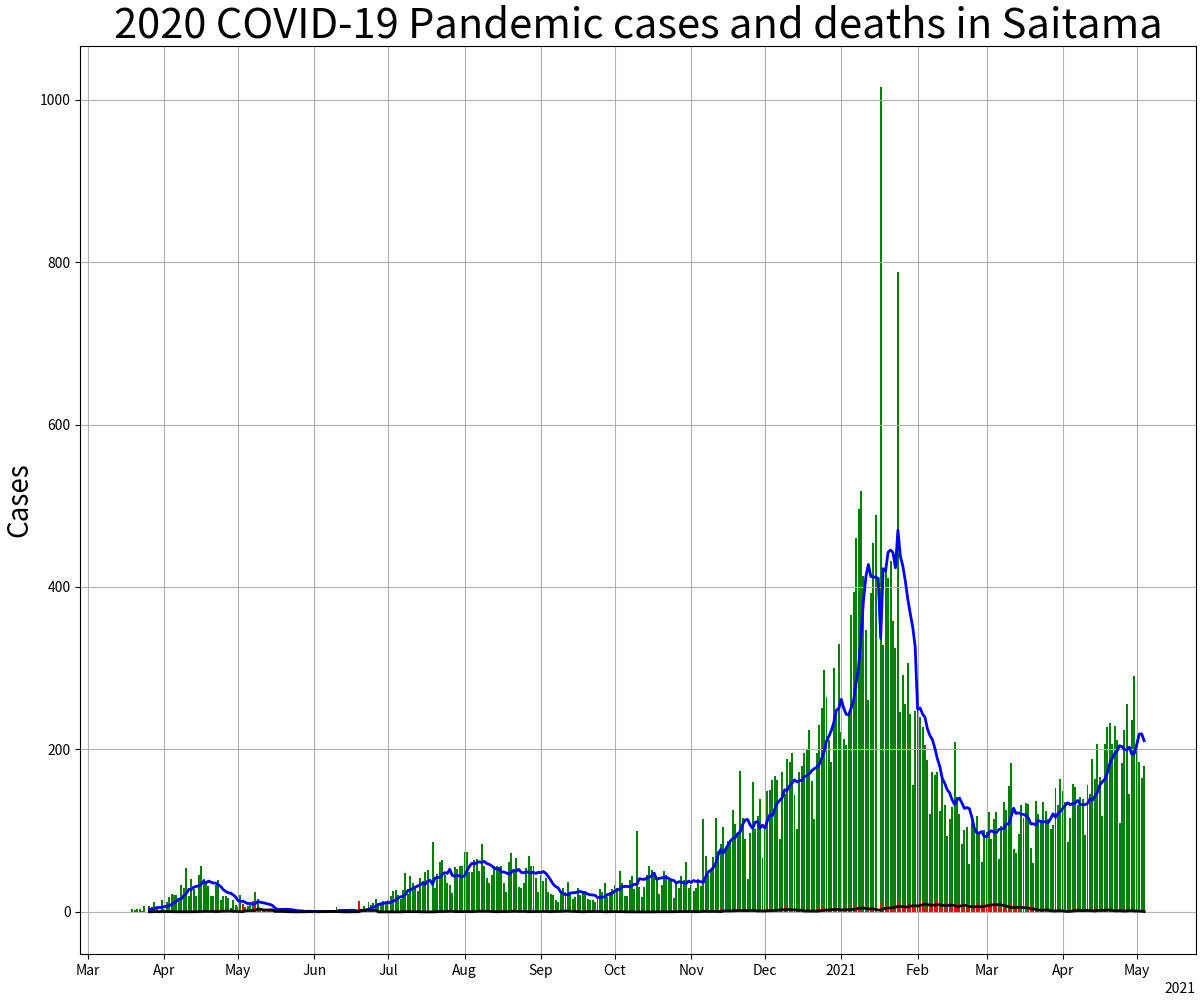 2020 COVID-19 Pandemic cases and deaths in Saitama
Cases
1000
800
600
400
200
0
Mar Apr May Jun Jul Aug Sep Oct Nov Dec 2021 Feb Mar Apr May
2021